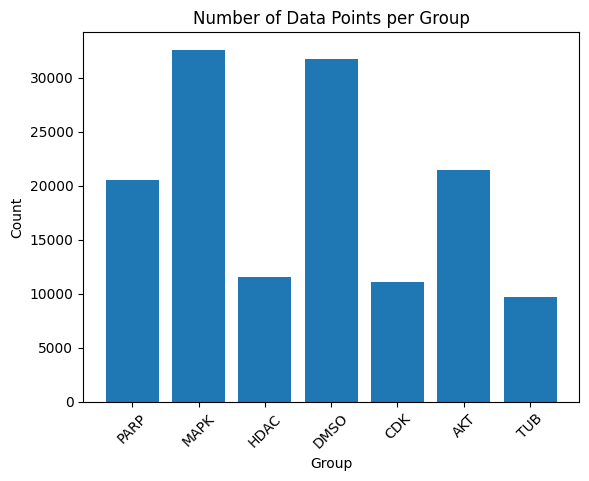 Number of Data Points per Group
Count
30000
25000
20000
15000
10000
5000
0
PARP
MAPK
HDAC
DMSO
CDK
AKT
TUB
Group